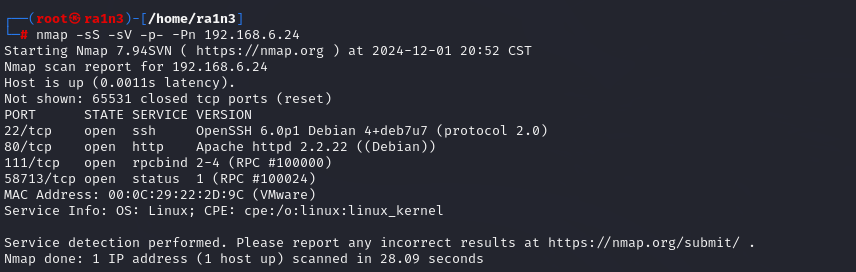 ┌──(root㉿ra1n3)-[/home/ra1n3]
└─# nmap -sS -sV -p- -Pn 192.168.6.24
Starting Nmap 7.94SVN ( https://nmap.org ) at 2024-12-01 20:52 CST
Nmap scan report for 192.168.6.24
Host is up (0.0011s latency).
Not shown: 65531 closed tcp ports (reset)
PORT      STATE SERVICE VERSION
22/tcp    open  ssh     OpenSSH 6.0p1 Debian 4+deb7u7 (protocol 2.0)
80/tcp    open  http    Apache httpd 2.2.22 ((Debian))
111/tcp   open  rpcbind 2-4 (RPC #100000)
58713/tcp open  status  1 (RPC #100024)
MAC Address: 00:0C:29:22:2D:9C (VMware)
Service Info: OS: Linux; CPE: cpe:/o:linux:linux_kernel

Service detection performed. Please report any incorrect results at https://nmap.org/submit/ .
Nmap done: 1 IP address (1 host up) scanned in 28.09 seconds